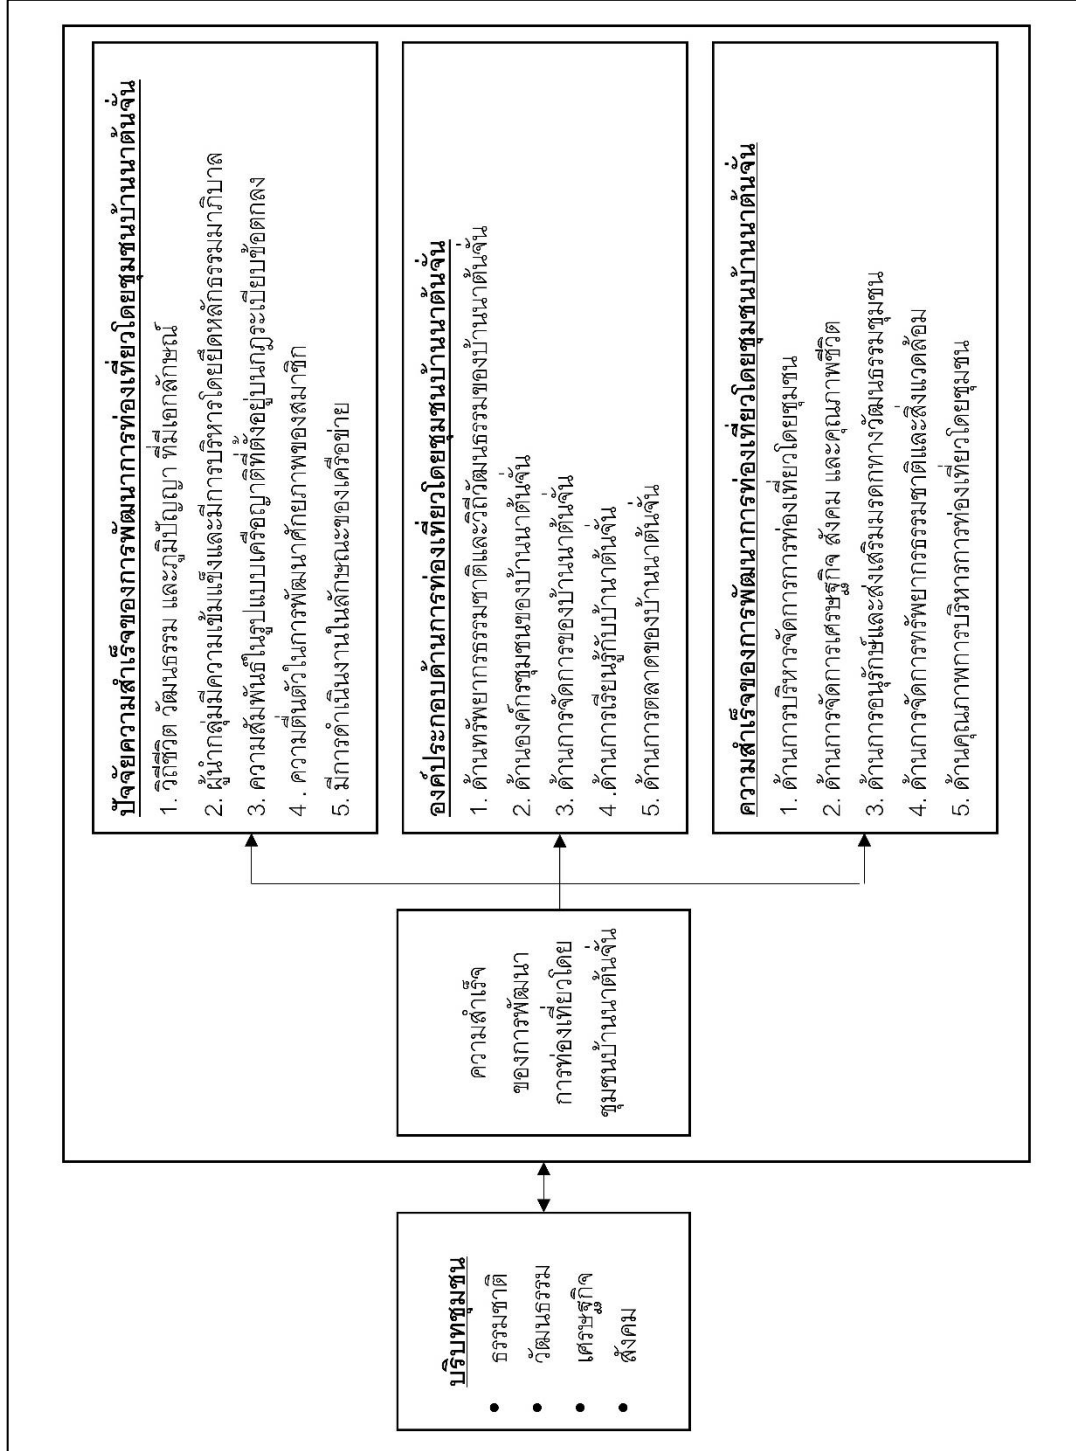 บริบทชุมชน
• ธรรมชาติ
• วัฒนธรรม
• เศรษฐกิจ
• สังคม
ความสำเร็จ
ของการพัฒนา
การท่องเที่ยวโดย
ชุมชนบ้านนาต้นจั่น
ปัจจัยความสำเร็จของการพัฒนาการท่องเที่ยวโดยชุมชนบ้านนาต้นจั่น
1. วิถีชีวิต วัฒนธรรม และภูมิปัญญา ที่มีเอกลักษณ์
2. ผู้นำกลุ่มมีความเข้มแข็งและมีการบริหารโดยยึดหลักธรรมมาภิบาล
3. ความสัมพันธ์ในรูปแบบเครือญาติที่ตั้งอยู่บนกฎระเบียบข้อตกลง
4 . ความตื่นตัวในการพัฒนาศักยภาพของสมาชิก
5. มีการดำเนินงานในลักษณะของเครือข่าย
องค์ประกอบด้านการท่องเที่ยวโดยชุมชนบ้านนาต้นจั่น
1. ด้านทรัพยากรธรรมชาติและวิถีวัฒนธรรมของบ้านนาต้นจั่น
2. ด้านองค์กรชุมชนของบ้านนาต้นจั่น
3. ด้านการจัดการของบ้านนาต้นจั่น
4 .ด้านการเรียนรู้กับบ้านาต้นจั่น
5. ด้านการตลาดของบ้านนาต้นจั่น
ความสำเร็จของการพัฒนาการท่องเที่ยวโดยชุมชนบ้านนาต้นจั่น
1. ด้านการบริหารจัดการการท่องเที่ยวโดยชุมชน
2. ด้านการจัดการเศรษฐกิจ สังคม และคุณภาพชีวิต
3. ด้านการอนุรักษ์และส่งเสริมมรดกทางวัฒนธรรมชุมชน
4. ด้านการจัดการทรัพยากรธรรมชาติและสิ่งแวดล้อม
5. ด้านคุณภาพการบริหารการท่องเที่ยวโดยชุมชน